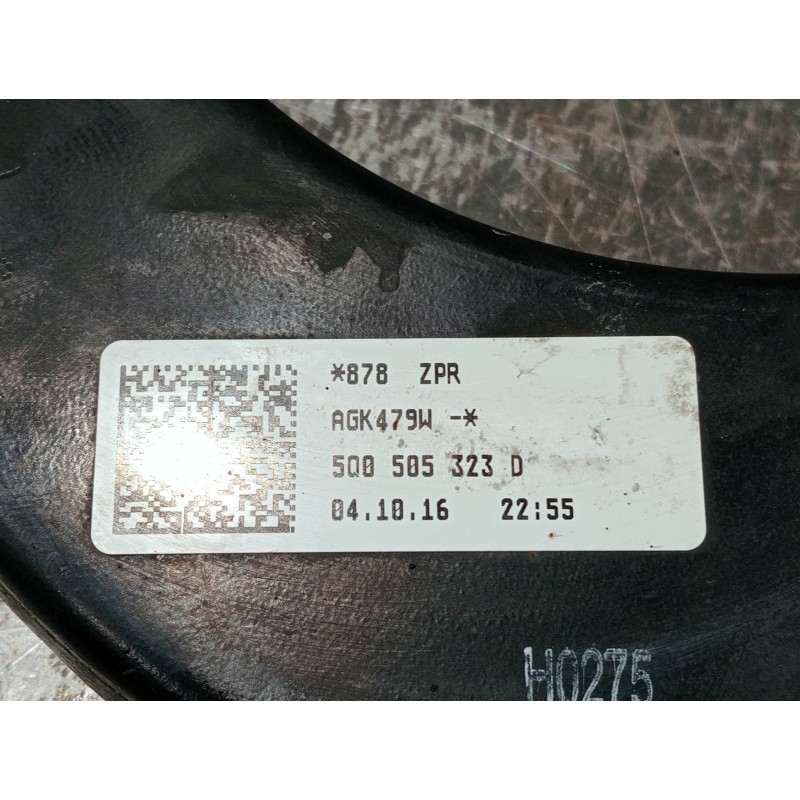 *878 ZPR
AGK479W -*
5Q0 505 323 D
04.10.16 22:55
H0275